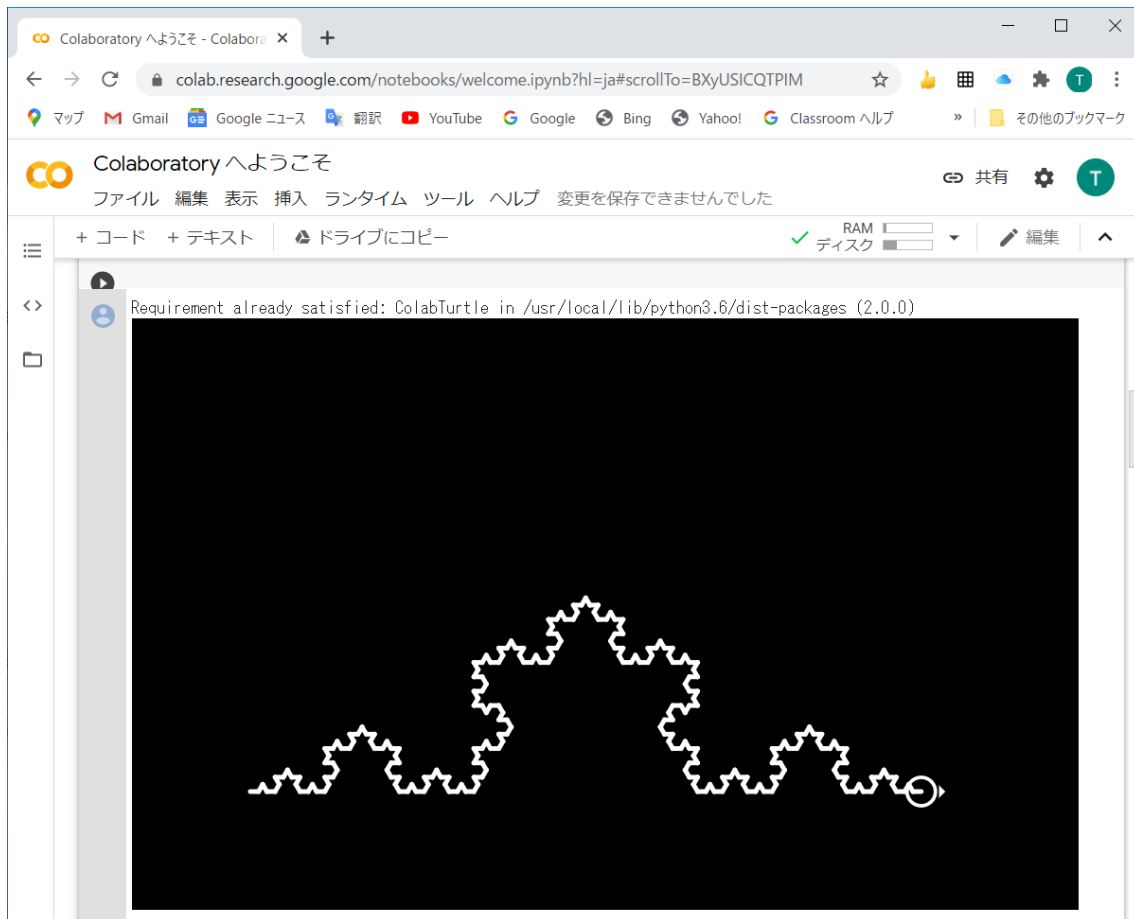 Colaboratory へようこそ - Colabora
colab.research.google.com/notebooks/welcome.ipynb?hl=ja#scrollTo=BXyUSlCQTPIM
T
マップ Gmail Google ニュース 翻訳 YouTube Google Bing Yahoo! Classroom ヘルプ » その他のブックマーク
Colaboratory へようこそ
共有
T
ファイル 編集 表示 挿入 ランタイム ツール ヘルプ 変更を保存できませんでした
+ コード + テキスト ドライブにコピー
RAM
ディスク
編集
Requirement already satisfied: ColabTurtle in /usr/local/lib/python3.6/dist-packages (2.0.0)